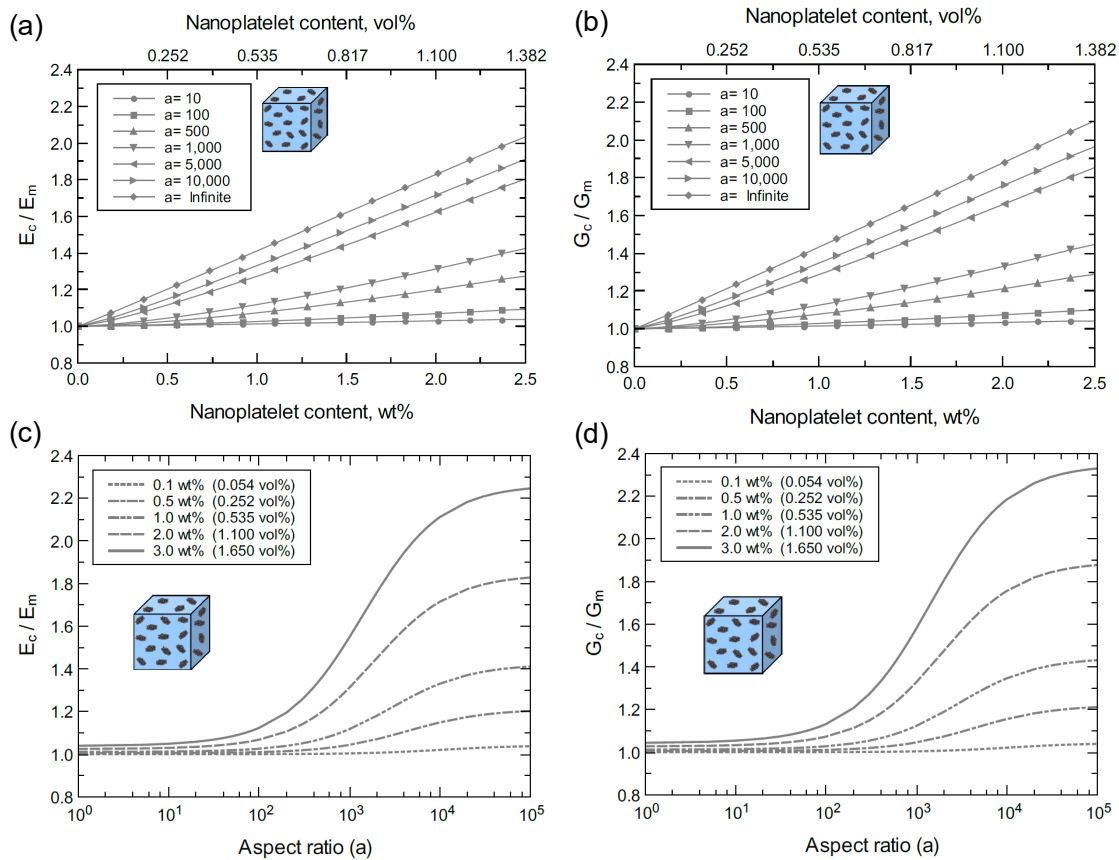 (a)
Nanoplatelet content, vol%
0.252 0.535 0.817 1.100 1.382
2.4
2.2
2.0
1.8
1.6
1.4
1.2
1.0
0.8
E_c / E_m
a= 10
a= 100
a= 500
a= 1,000
a= 5,000
a= 10,000
a= Infinite
0.0 0.5 1.0 1.5 2.0 2.5
Nanoplatelet content, wt%
(b)
Nanoplatelet content, vol%
0.252 0.535 0.817 1.100 1.382
2.4
2.2
2.0
1.8
1.6
1.4
1.2
1.0
0.8
G_c / G_m
a= 10
a= 100
a= 500
a= 1,000
a= 5,000
a= 10,000
a= Infinite
0.0 0.5 1.0 1.5 2.0 2.5
Nanoplatelet content, wt%
(c)
2.4
2.2
2.0
1.8
1.6
1.4
1.2
1.0
0.8
E_c / E_m
0.1 wt% (0.054 vol%)
0.5 wt% (0.252 vol%)
1.0 wt% (0.535 vol%)
2.0 wt% (1.100 vol%)
3.0 wt% (1.650 vol%)
10^0 10^1 10^2 10^3 10^4 10^5
Aspect ratio (a)
(d)
2.4
2.2
2.0
1.8
1.6
1.4
1.2
1.0
0.8
G_c / G_m
0.1 wt% (0.054 vol%)
0.5 wt% (0.252 vol%)
1.0 wt% (0.535 vol%)
2.0 wt% (1.100 vol%)
3.0 wt% (1.650 vol%)
10^0 10^1 10^2 10^3 10^4 10^5
Aspect ratio (a)